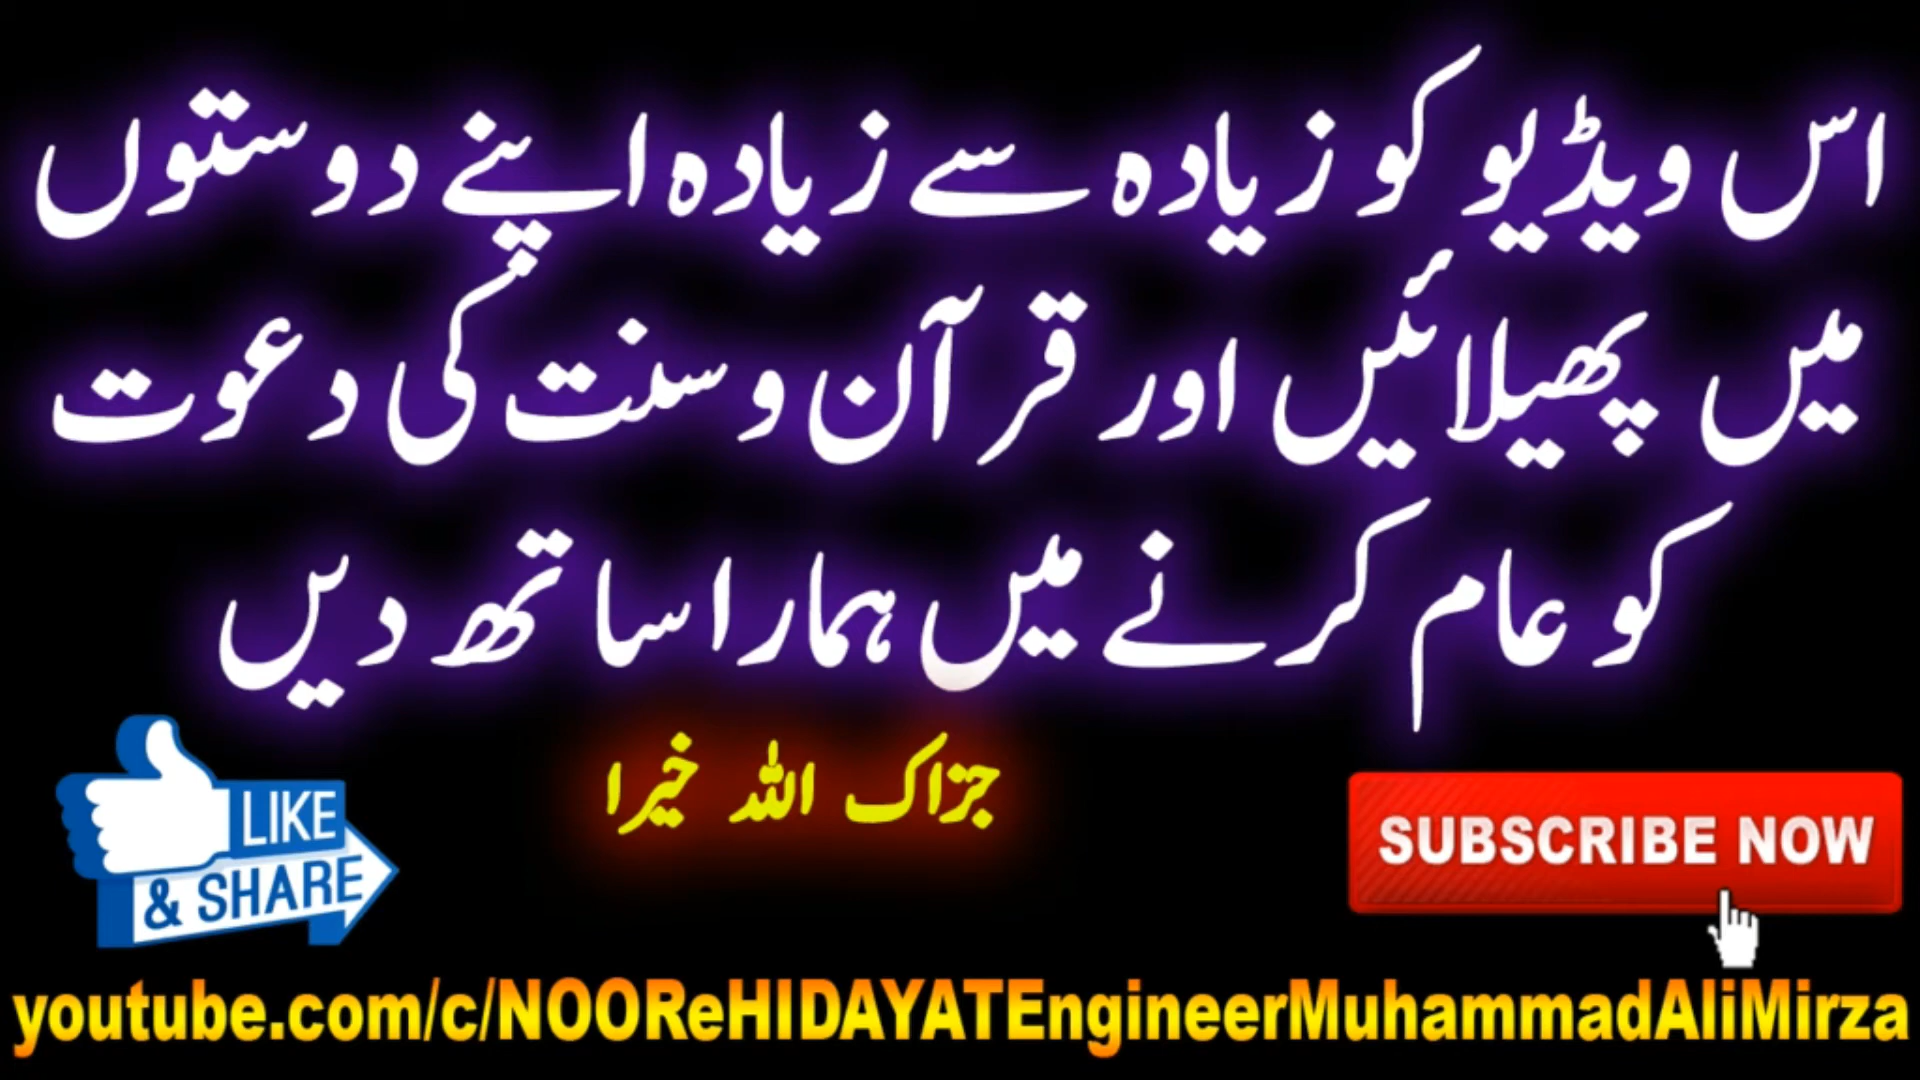 اس ویڈیو کو زیادہ سے زیادہ اپنے دوستوں
میں پھیلائیں اور قرآن و سنت کی دعوت
کو عام کرنے میں ہمارا ساتھ دیں
جزاک اللہ خیرا
LIKE
& SHARE
SUBSCRIBE NOW
youtube.com/c/NOOReHIDAYATEngineerMuhammadAliMirza